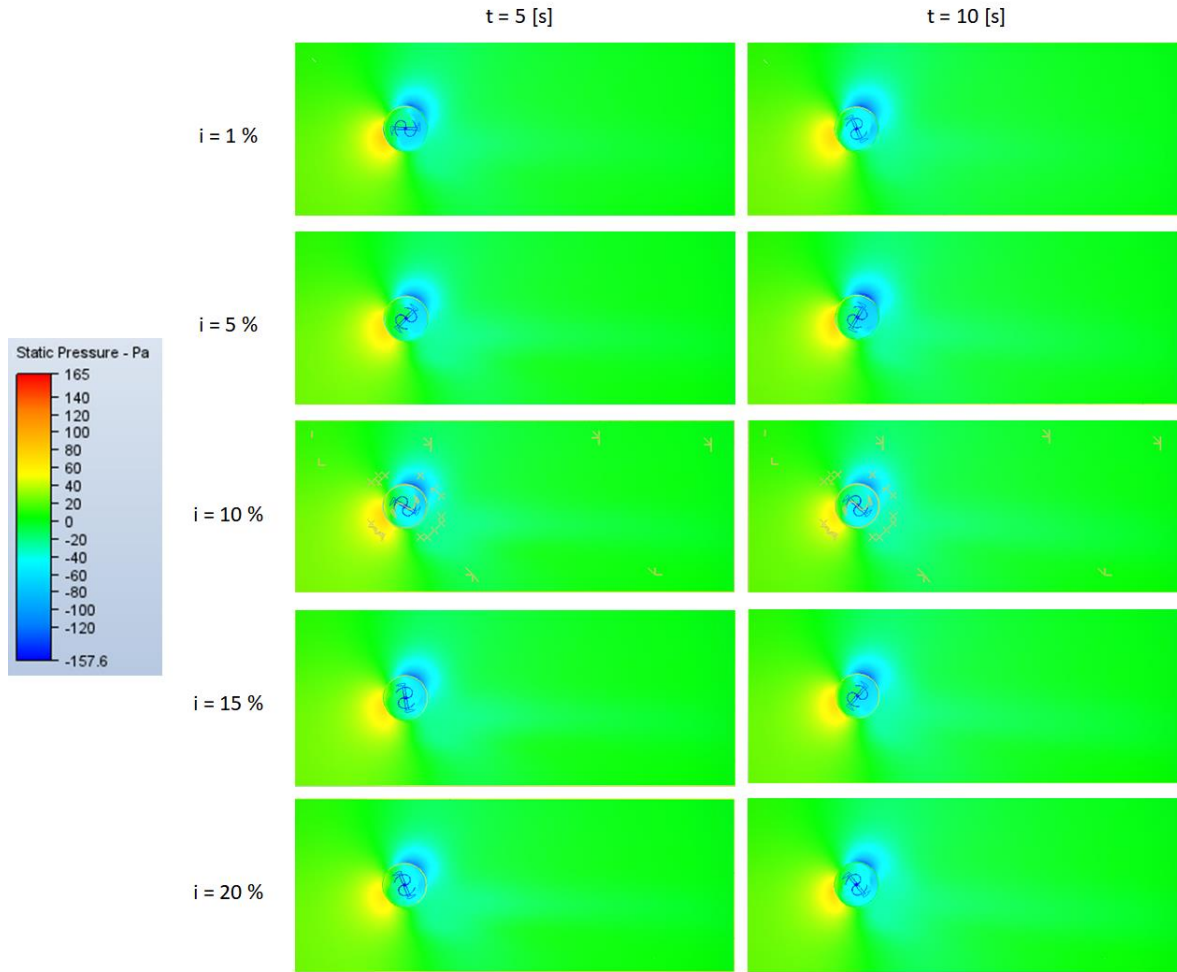 t = 5 [s]
t = 10 [s]
i = 1 %
i = 5 %
Static Pressure - Pa
165
140
120
100
80
60
40
20
0
-20
-40
-60
-80
-100
-120
-157.6
i = 10 %
i = 15 %
i = 20 %